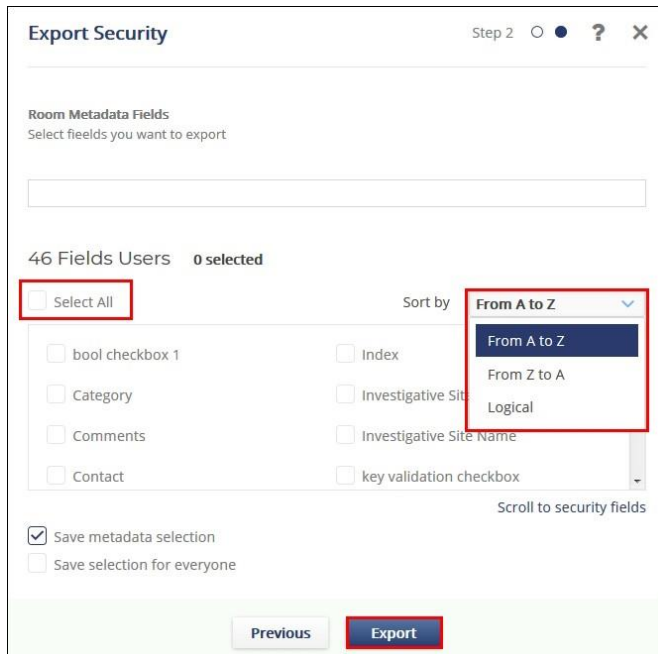 Export Security
Step 2 ? ✕
Room Metadata Fields
Select fieelds you want to export
46 Fields Users 0 selected
Select All
Sort by From A to Z
From A to Z
From Z to A
Logical
bool checkbox 1
Index
Category
Investigative Sit
Comments
Investigative Site Name
Contact
key validation checkbox
Scroll to security fields
Save metadata selection
Save selection for everyone
Previous Export